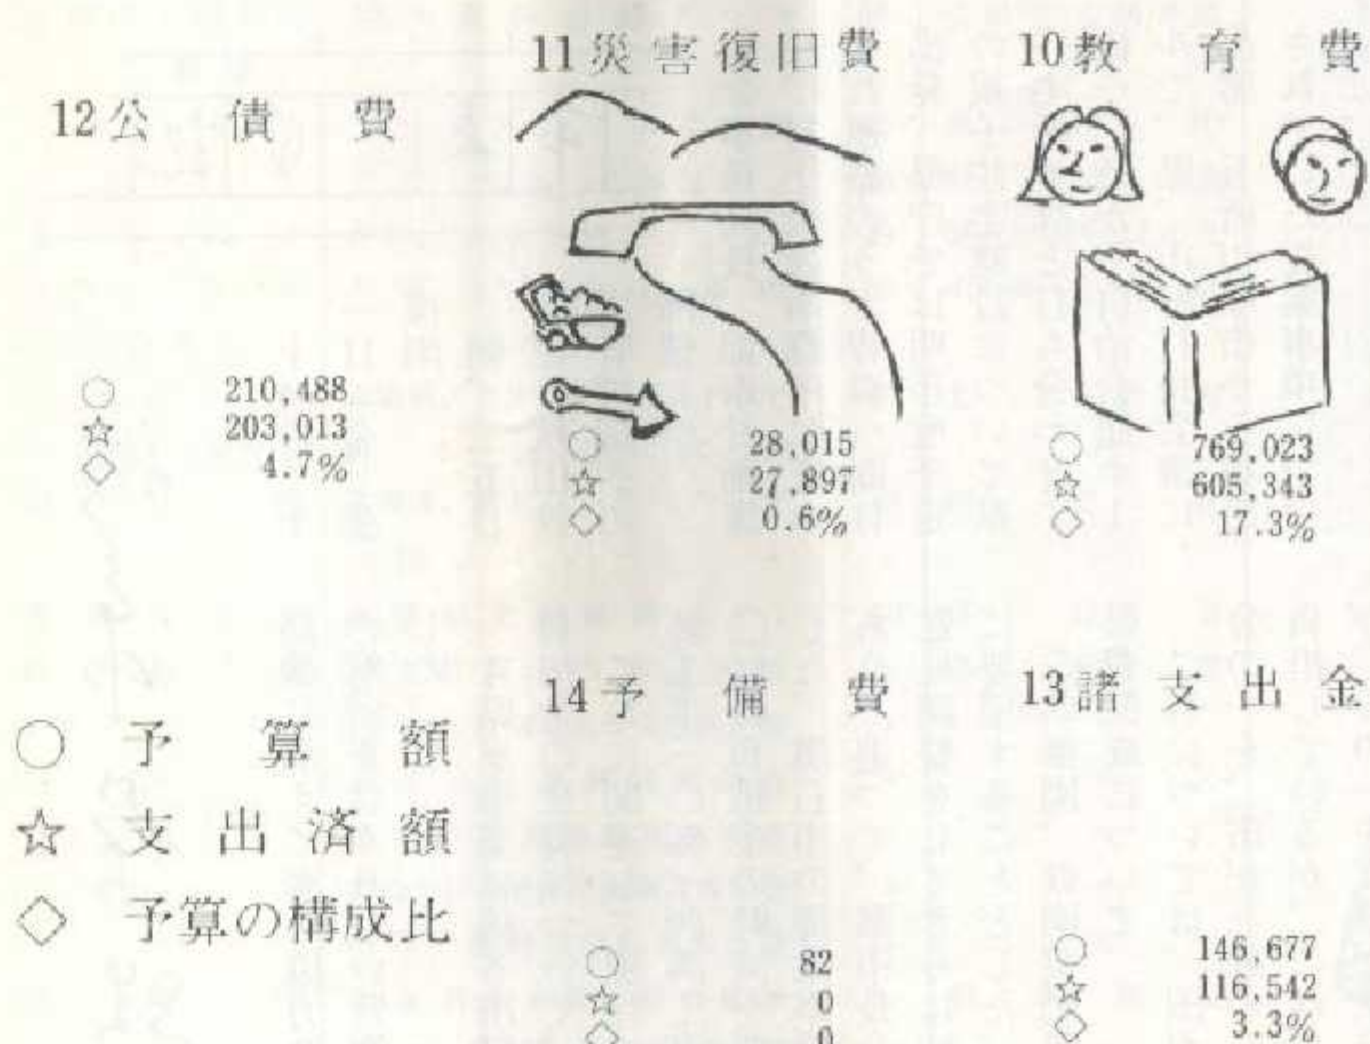 10教育費
○ 769,023
☆ 605,343
◇ 17.3%
11災害復旧費
○ 28,015
☆ 27,897
◇ 0.6%
12公債費
○ 210,488
☆ 203,013
◇ 4.7%
13諸支出金
○ 146,677
☆ 116,542
◇ 3.3%
14予備費
○ 82
☆ 0
◇ 0
○ 予算額
☆ 支出済額
◇ 予算の構成比